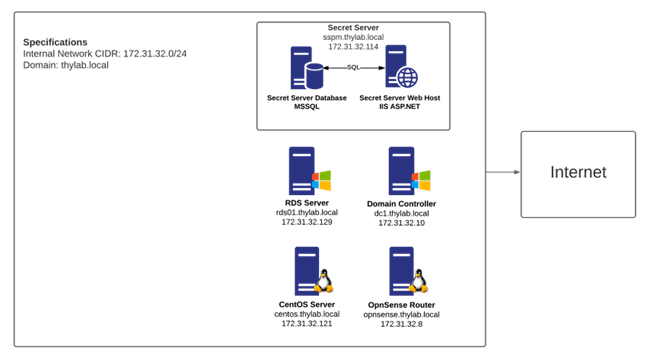 Specifications
Internal Network CIDR: 172.31.32.0/24
Domain: thylab.local
Secret Server
sspm.thylab.local
172.31.32.114
SQL
Secret Server Database
MSSQL
Secret Server Web Host
IIS ASP.NET
RDS Server
rds01.thylab.local
172.31.32.129
Domain Controller
dc1.thylab.local
172.31.32.10
CentOS Server
centos.thylab.local
172.31.32.121
OpnSense Router
opnsense.thylab.local
172.31.32.8
Internet